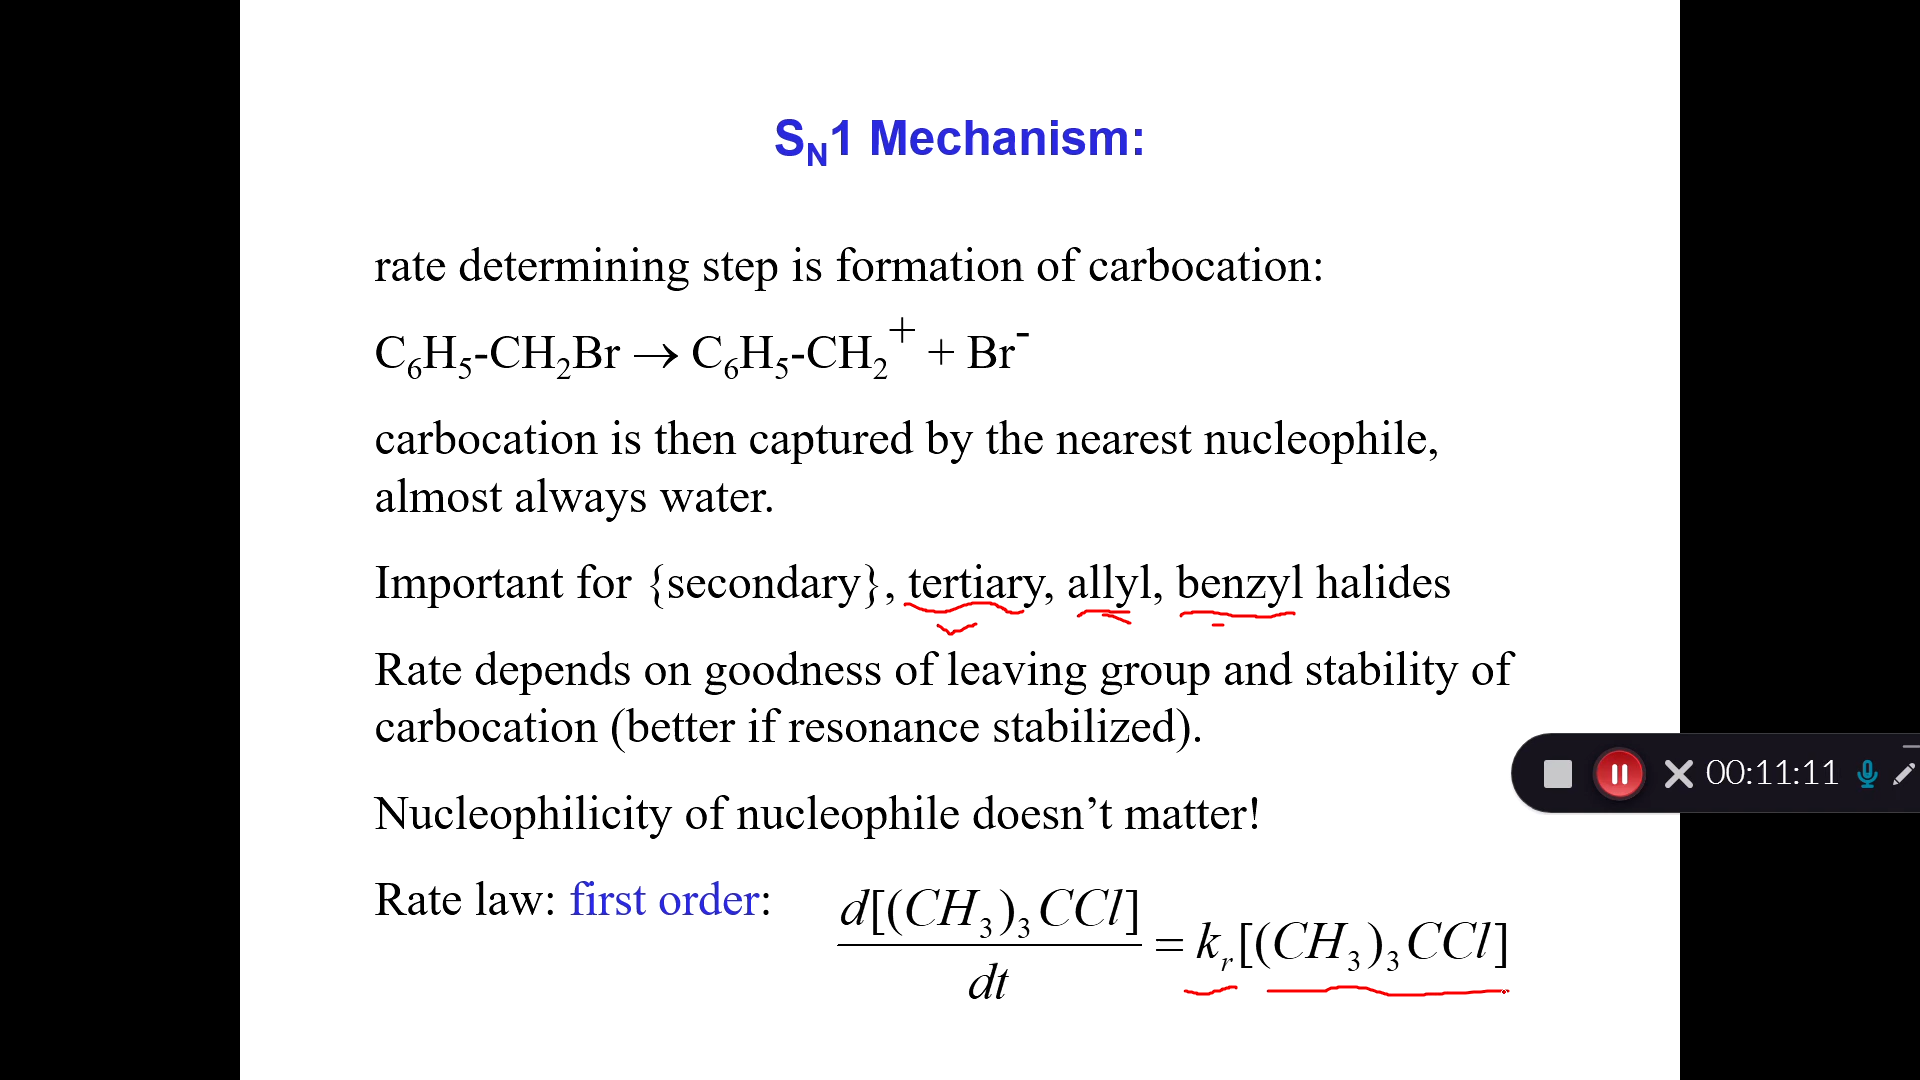 S_N1 Mechanism:
rate determining step is formation of carbocation:
C₆H₅-CH₂Br → C₆H₅-CH₂⁺ + Br⁻
carbocation is then captured by the nearest nucleophile,
almost always water.
Important for {secondary}, tertiary, allyl, benzyl halides
Rate depends on goodness of leaving group and stability of
carbocation (better if resonance stabilized).
00:11:11
Nucleophilicity of nucleophile doesn’t matter!
Rate law: first order: d[(CH₃)₃CCl]/dt = kᵣ[(CH₃)₃CCl]